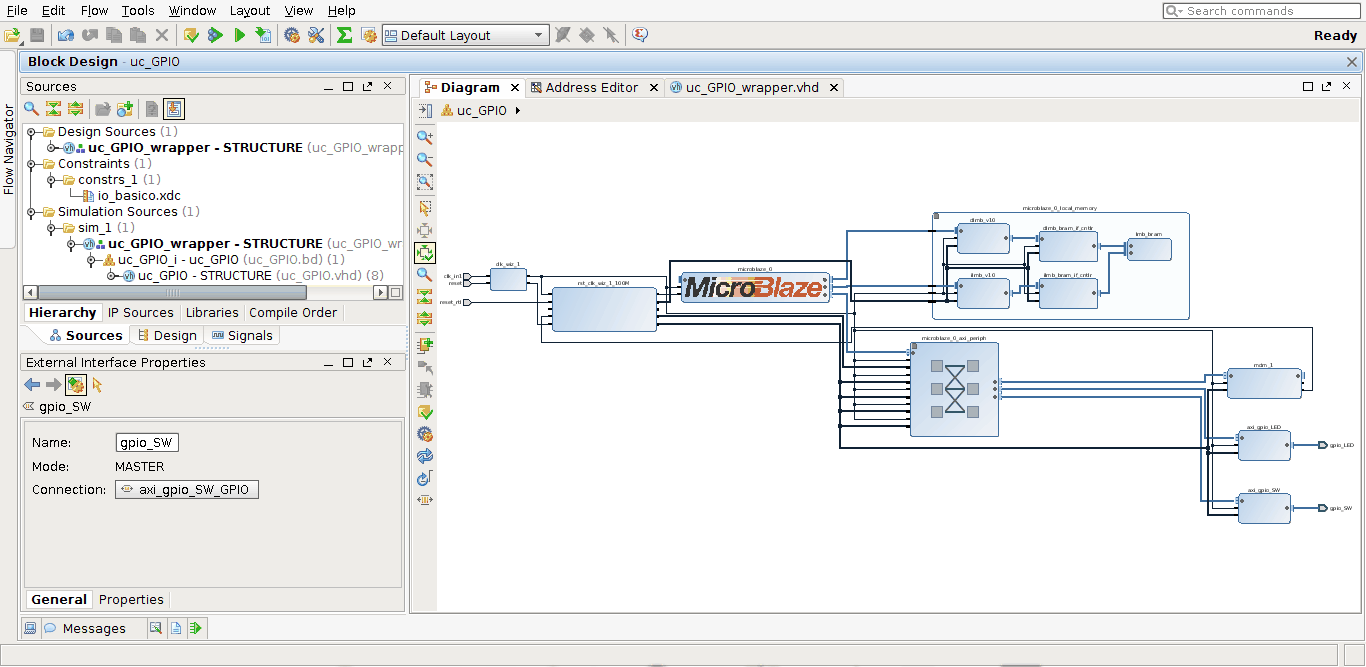 File Edit Flow Tools Window Layout View Help
Search commands
Default Layout
Ready
Block Design - uc_GPIO
Flow Navigator
Sources
Design Sources (1)
uc_GPIO_wrapper - STRUCTURE (uc_GPIO_wrapp
Constraints (1)
constrs_1 (1)
io_basico.xdc
Simulation Sources (1)
sim_1 (1)
uc_GPIO_wrapper - STRUCTURE (uc_GPIO_wr
uc_GPIO_i - uc_GPIO (uc_GPIO.bd) (1)
uc_GPIO - STRUCTURE (uc_GPIO.vhd) (8)
Hierarchy IP Sources Libraries Compile Order
Sources Design Signals
External Interface Properties
gpio_SW
Name: gpio_SW
Mode: MASTER
Connection: axi_gpio_SW_GPIO
General Properties
Messages
Diagram Address Editor uc_GPIO_wrapper.vhd
uc_GPIO
microblaze_0_local_memory
dlmb_v10
dlmb_bram_if_cntlr
lmb_bram
ilmb_v10
ilmb_bram_if_cntlr
clk_wiz_1
clk_in1
reset
reset_rtl
rst_clk_wiz_1_100M
microblaze_0
MicroBlaze
microblaze_0_axi_periph
mdm_1
axi_gpio_LED
gpio_LED
axi_gpio_SW
gpio_SW